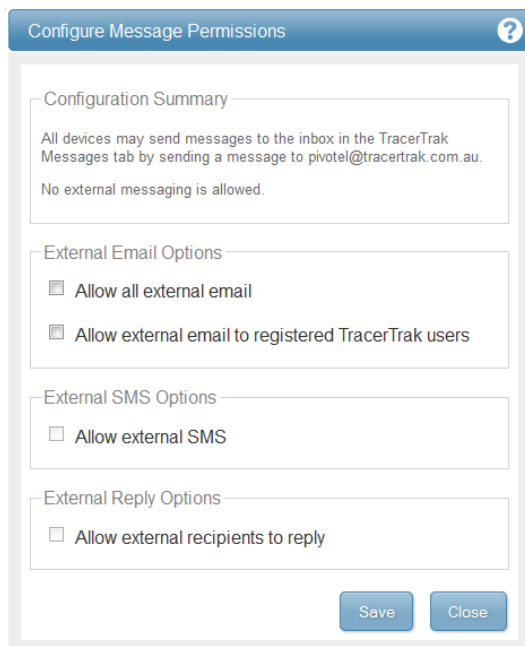 Configure Message Permissions
?
Configuration Summary
All devices may send messages to the inbox in the TracerTrak
Messages tab by sending a message to pivotel@tracertrak.com.au.
No external messaging is allowed.
External Email Options
Allow all external email
Allow external email to registered TracerTrak users
External SMS Options
Allow external SMS
External Reply Options
Allow external recipients to reply
Save Close